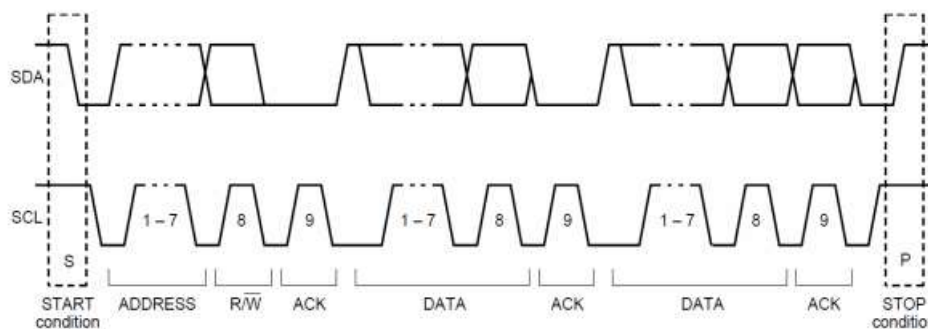 SDA
SCL 1 – 7 8 9 1 – 7 8 9 1 – 7 8 9
S P
START ADDRESS R/W̅ ACK DATA ACK DATA ACK STOP
condition conditio